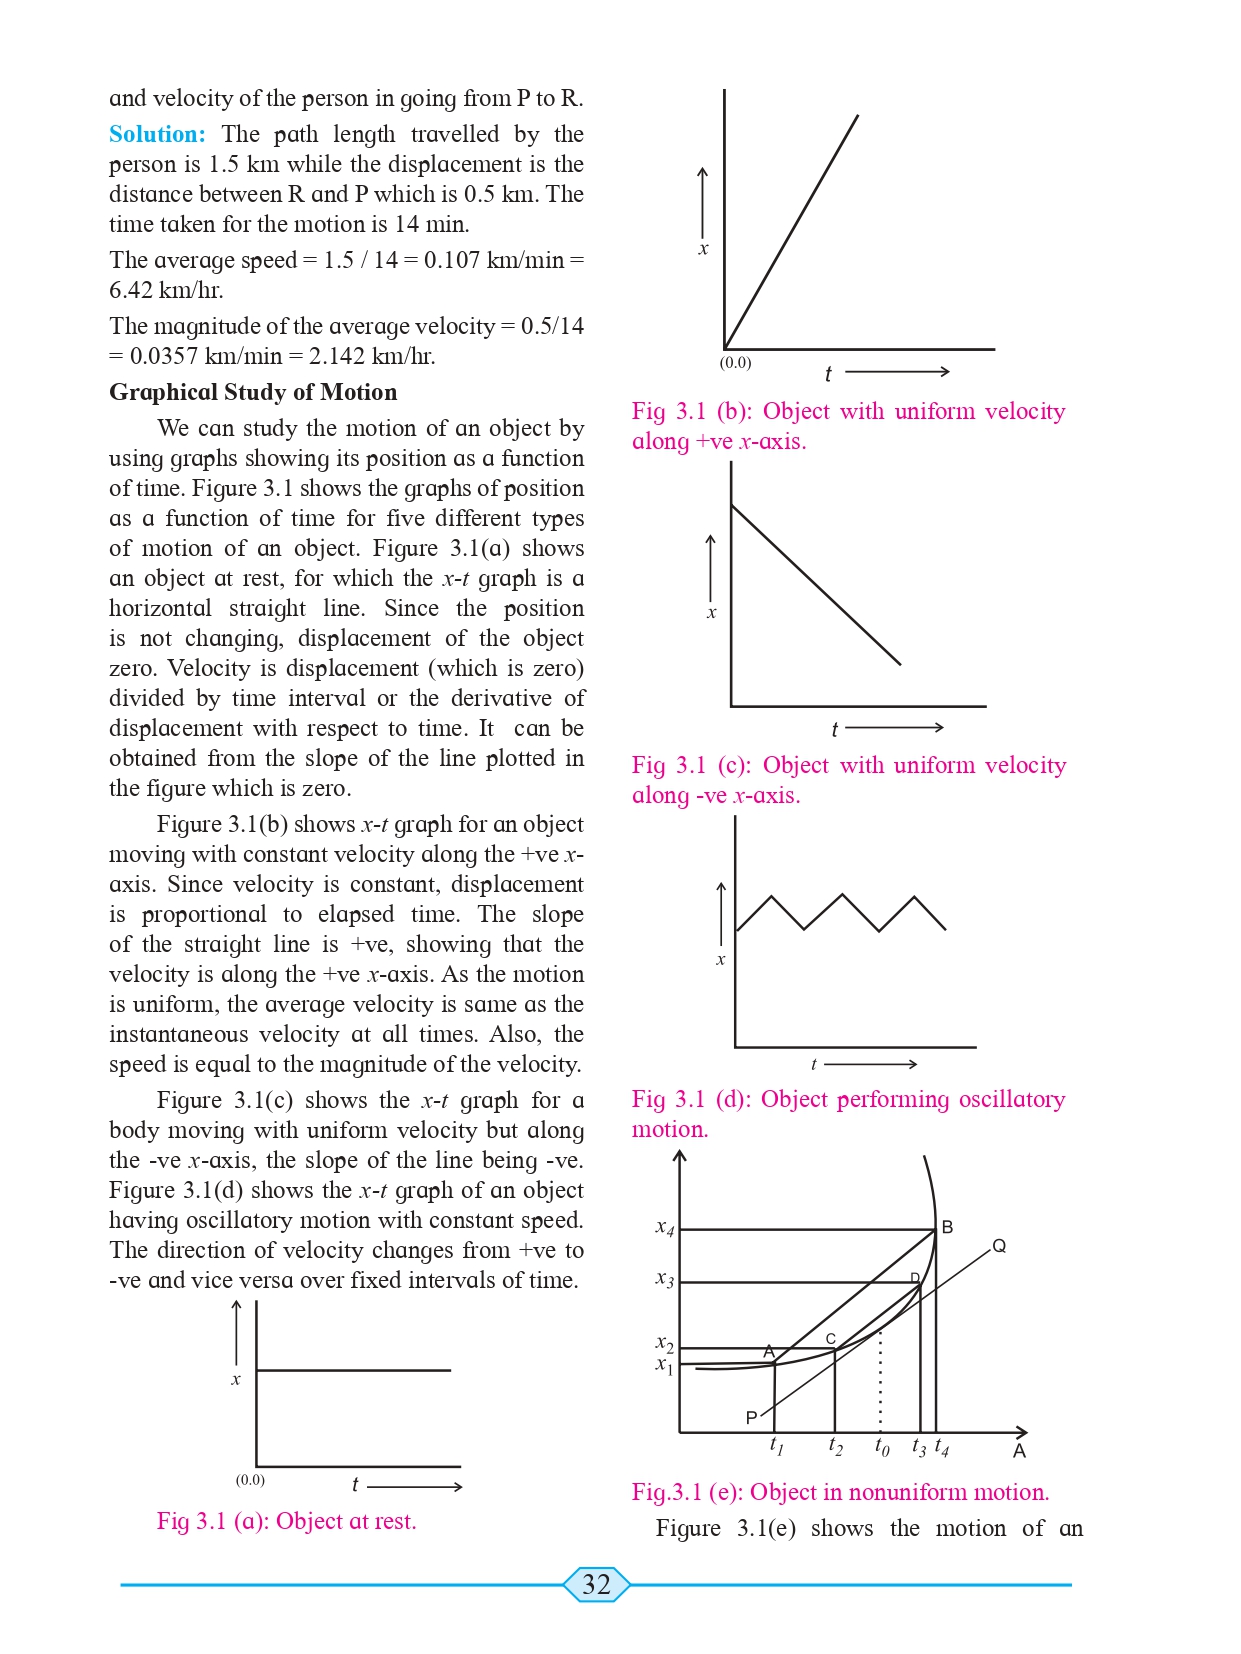 and velocity of the person in going from P to R.
Solution: The path length travelled by the
person is 1.5 km while the displacement is the
distance between R and P which is 0.5 km. The
time taken for the motion is 14 min.
The average speed = 1.5 / 14 = 0.107 km/min =
6.42 km/hr.
The magnitude of the average velocity = 0.5/14
= 0.0357 km/min = 2.142 km/hr.
Graphical Study of Motion
We can study the motion of an object by
using graphs showing its position as a function
of time. Figure 3.1 shows the graphs of position
as a function of time for five different types
of motion of an object. Figure 3.1(a) shows
an object at rest, for which the x-t graph is a
horizontal straight line. Since the position
is not changing, displacement of the object
zero. Velocity is displacement (which is zero)
divided by time interval or the derivative of
displacement with respect to time. It can be
obtained from the slope of the line plotted in
the figure which is zero.
Figure 3.1(b) shows x-t graph for an object
moving with constant velocity along the +ve x-
axis. Since velocity is constant, displacement
is proportional to elapsed time. The slope
of the straight line is +ve, showing that the
velocity is along the +ve x-axis. As the motion
is uniform, the average velocity is same as the
instantaneous velocity at all times. Also, the
speed is equal to the magnitude of the velocity.
Figure 3.1(c) shows the x-t graph for a
body moving with uniform velocity but along
the -ve x-axis, the slope of the line being -ve.
Figure 3.1(d) shows the x-t graph of an object
having oscillatory motion with constant speed.
The direction of velocity changes from +ve to
-ve and vice versa over fixed intervals of time.
x
(0.0)
t
Fig 3.1 (a): Object at rest.
x
(0.0)
t
Fig 3.1 (b): Object with uniform velocity
along +ve x-axis.
x
t
Fig 3.1 (c): Object with uniform velocity
along -ve x-axis.
x
t
Fig 3.1 (d): Object performing oscillatory
motion.
x4
B
Q
x3
D
x2
C
A
x1
P
t1 t2 t0 t3 t4
A
Fig.3.1 (e): Object in nonuniform motion.
Figure 3.1(e) shows the motion of an
32